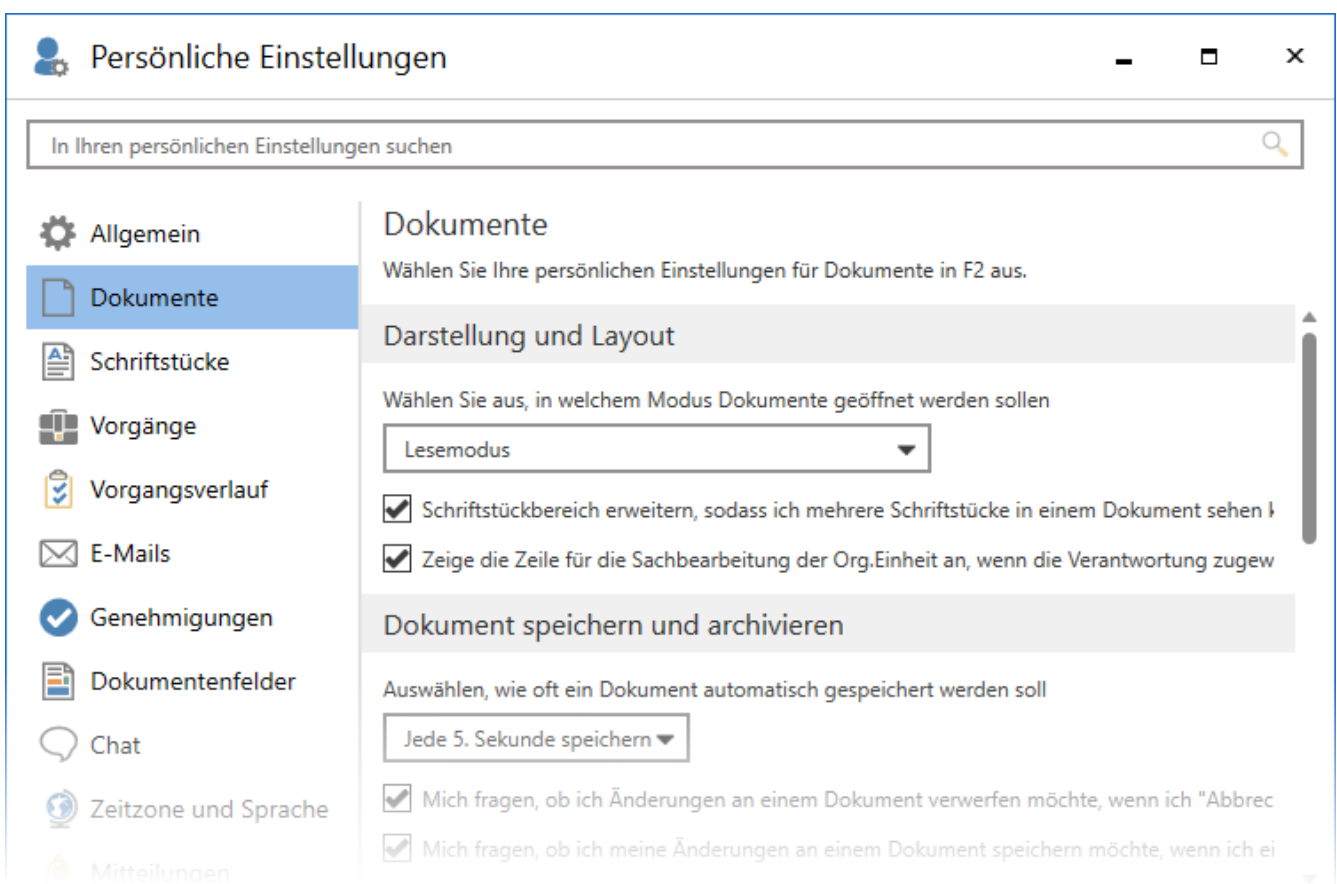 Persönliche Einstellungen
In Ihren persönlichen Einstellungen suchen
Allgemein
Dokumente
Schriftstücke
Vorgänge
Vorgangsverlauf
E-Mails
Genehmigungen
Dokumentenfelder
Chat
Zeitzone und Sprache
Mitteilungen
Dokumente
Wählen Sie Ihre persönlichen Einstellungen für Dokumente in F2 aus.
Darstellung und Layout
Wählen Sie aus, in welchem Modus Dokumente geöffnet werden sollen
Lesemodus
Schriftstückbereich erweitern, sodass ich mehrere Schriftstücke in einem Dokument sehen
Zeige die Zeile für die Sachbearbeitung der Org.Einheit an, wenn die Verantwortung zugew
Dokument speichern und archivieren
Auswählen, wie oft ein Dokument automatisch gespeichert werden soll
Jede 5. Sekunde speichern
Mich fragen, ob ich Änderungen an einem Dokument verwerfen möchte, wenn ich "Abbrec
Mich fragen, ob ich meine Änderungen an einem Dokument speichern möchte, wenn ich ei